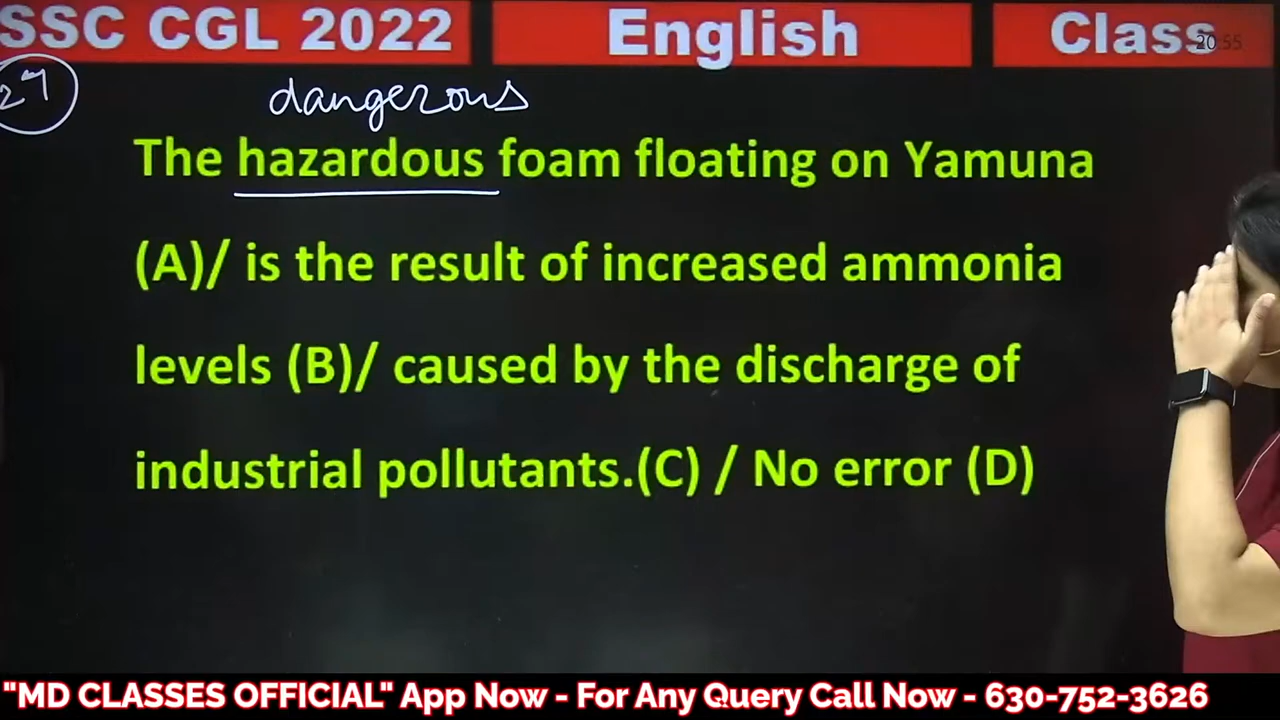 SSC CGL 2022 English Class
20:55
27
dangerous
The hazardous foam floating on Yamuna
(A)/ is the result of increased ammonia
levels (B)/ caused by the discharge of
industrial pollutants.(C) / No error (D)
"MD CLASSES OFFICIAL" App Now - For Any Query Call Now - 630-752-3626